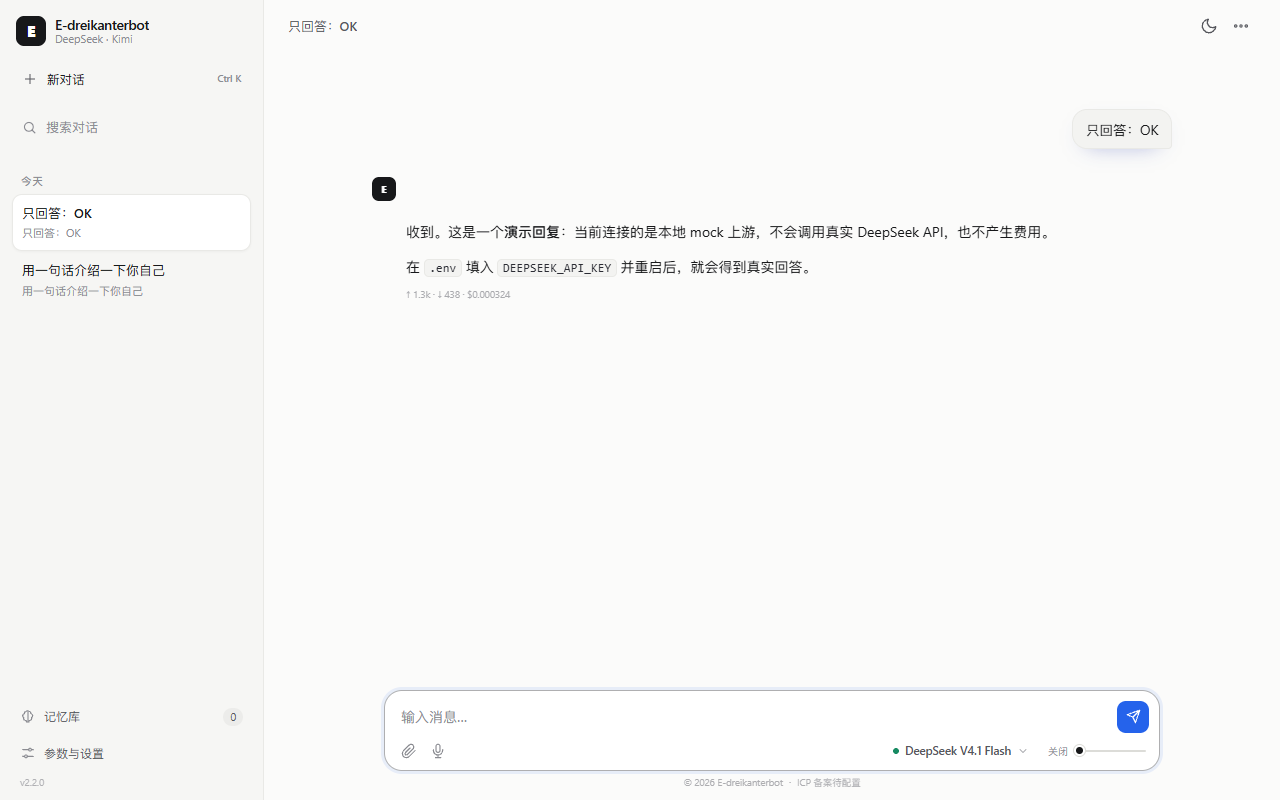 E
E-dreikanterbot
DeepSeek · Kimi
新对话
Ctrl K
搜索对话
今天
只回答：OK
只回答：OK
用一句话介绍一下你自己
用一句话介绍一下你自己
记忆库
0
参数与设置
v2.2.0
只回答：OK
只回答：OK
E
收到。这是一个演示回复：当前连接的是本地 mock 上游，不会调用真实 DeepSeek API，也不产生费用。
在 .env 填入 DEEPSEEK_API_KEY 并重启后，就会得到真实回答。
↑ 1.3k · ↓ 438 · $0.000324
输入消息...
DeepSeek V4.1 Flash
关闭
© 2026 E-dreikanterbot · ICP 备案待配置